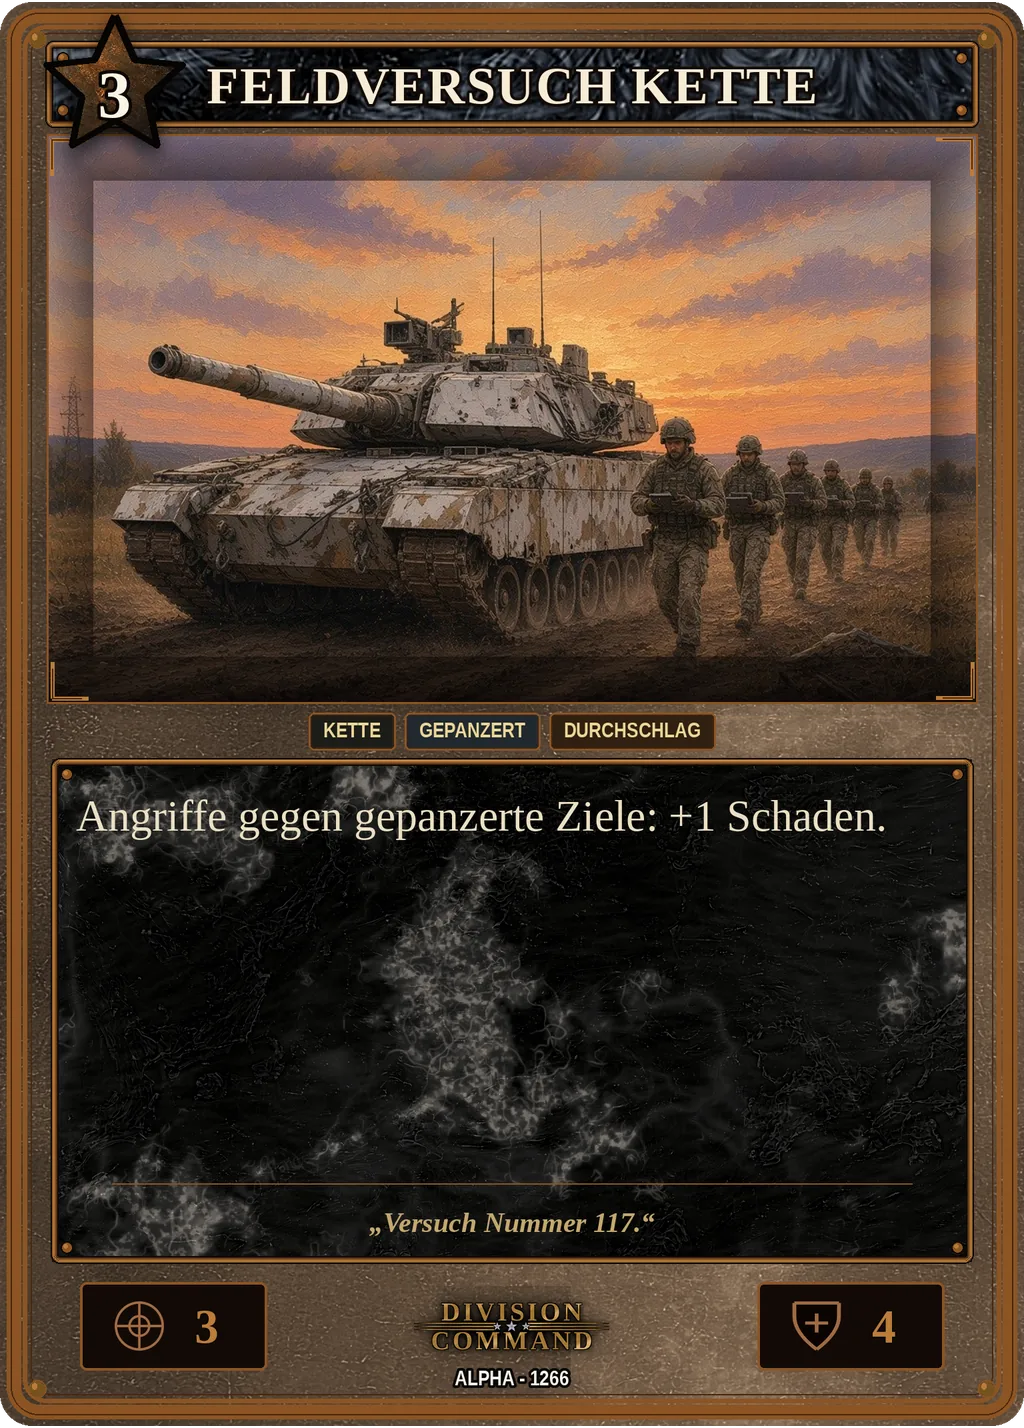 3
FELDVERSUCH KETTE
KETTE
GEPANZERT
DURCHSCHLAG
Angriffe gegen gepanzerte Ziele: +1 Schaden.
„Versuch Nummer 117.“
3
DIVISION
COMMAND
4
ALPHA - 1266